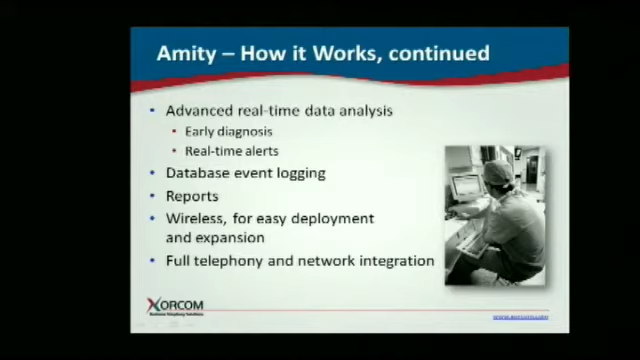 Amity – How it Works, continued
• Advanced real-time data analysis
• Early diagnosis
• Real-time alerts
• Database event logging
• Reports
• Wireless, for easy deployment
and expansion
• Full telephony and network integration
XORCOM